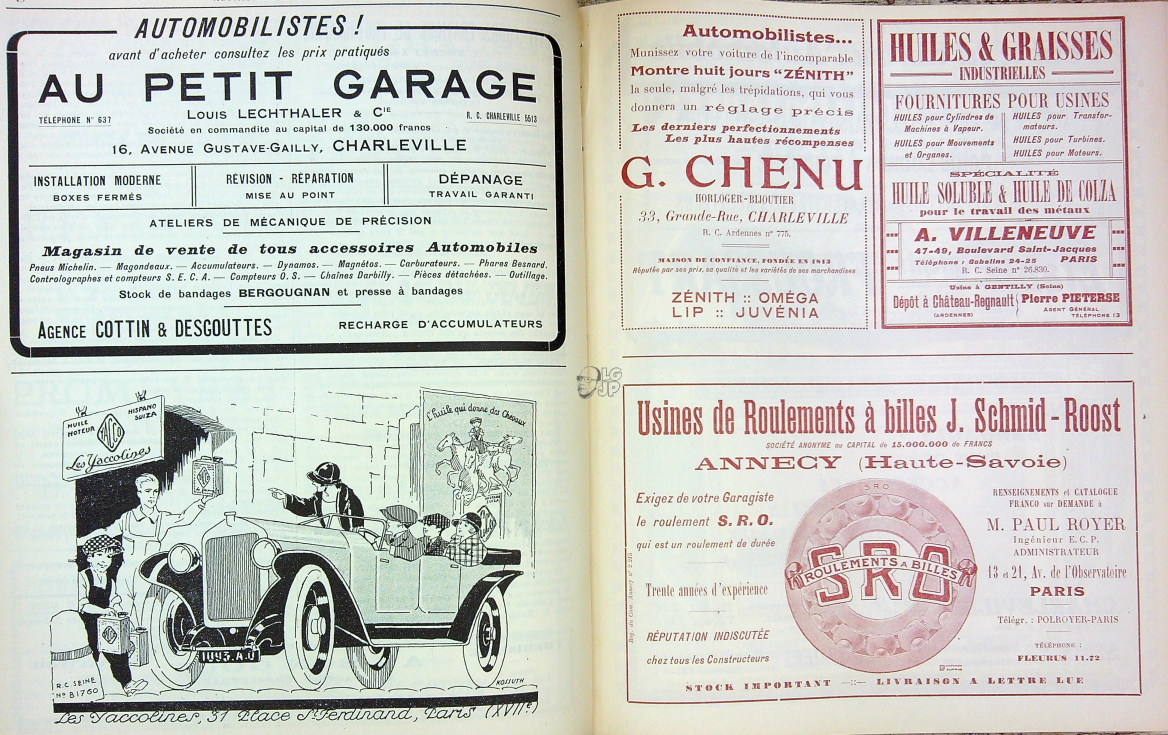 AUTOMOBILISTES !
avant d'acheter consultez les prix pratiqués
AU PETIT GARAGE
TÉLÉPHONE N° 637
LOUIS LECHTHALER & CIE
R. C. CHARLEVILLE 5513
Société en commandite au capital de 130.000 francs
16, AVENUE GUSTAVE-GAILLY, CHARLEVILLE
INSTALLATION MODERNE
BOXES FERMÉS
RÉVISION - RÉPARATION
MISE AU POINT
DÉPANAGE
TRAVAIL GARANTI
ATELIERS DE MÉCANIQUE DE PRÉCISION
Magasin de vente de tous accessoires Automobiles
Pneus Michelin. — Magondeaux. — Accumulateurs. — Dynamos. — Magnétos. — Carburateurs. — Phares Besnard.
Controlographes et compteurs S. E. C. A. — Compteurs O. S. — Chaînes Darbilly. — Pièces détachées. — Outillage.
Stock de bandages BERGOUGNAN et presse à bandages
AGENCE COTTIN & DESGOUTTES
RECHARGE D'ACCUMULATEURS
HUILE
MOTEUR
YACCO
HISPANO
SUIZA
Les Yaccolines
L'huile qui donne des Chevaux
1093.A.U
R.C. SEINE
No B1760
KOSSUTH
Les Yaccolines, 31 Place St Ferdinand, Paris (XVIIe)
Automobilistes...
Munissez votre voiture de l'incomparable
Montre huit jours “ZÉNITH”
la seule, malgré les trépidations, qui vous
donnera un réglage précis
Les derniers perfectionnements
Les plus hautes récompenses
G. CHENU
HORLOGER-BIJOUTIER
33, Grande-Rue, CHARLEVILLE
R. C. Ardennes n° 775.
MAISON DE CONFIANCE, FONDÉE EN 1813
Réputée par ses prix, sa qualité et les variétés de ses marchandises
ZÉNITH :: OMÉGA
LIP :: JUVÉNIA
HUILES & GRAISSES
INDUSTRIELLES
FOURNITURES POUR USINES
HUILES pour Cylindres de
Machines à Vapeur.
HUILES pour Mouvements
et Organes.
HUILES pour Transfor-
mateurs.
HUILES pour Turbines.
HUILES pour Moteurs.
SPÉCIALITÉ
HUILE SOLUBLE & HUILE DE COLZA
pour le travail des métaux
A. VILLENEUVE
47-49, Boulevard Saint-Jacques
Téléphone : Gobelins 24-25 PARIS
R. C. Seine n° 26.830.
Usine à GENTILLY (Seine)
Dépôt à Château-Regnault
(ARDENNES)
Pierre PIETERSE
AGENT GÉNÉRAL
TÉLÉPHONE 13
LG
JP
Usines de Roulements à billes J. Schmid-Roost
SOCIÉTÉ ANONYME au CAPITAL de 15.000.000 de FRANCS
ANNECY (Haute-Savoie)
Exigez de votre Garagiste
le roulement S. R. O.
qui est un roulement de durée
Trente années d'expérience
RÉPUTATION INDISCUTÉE
chez tous les Constructeurs
SRO
SRO
ROULEMENTS A BILLES
RENSEIGNEMENTS et CATALOGUE
FRANCO sur DEMANDE à
M. PAUL ROYER
Ingénieur E. C. P.
ADMINISTRATEUR
13 et 21, Av. de l'Observatoire
PARIS
Télégr. : POLROYER-PARIS
TÉLÉPHONE :
FLEURUS 11.72
STOCK IMPORTANT —::— LIVRAISON A LETTRE LUE